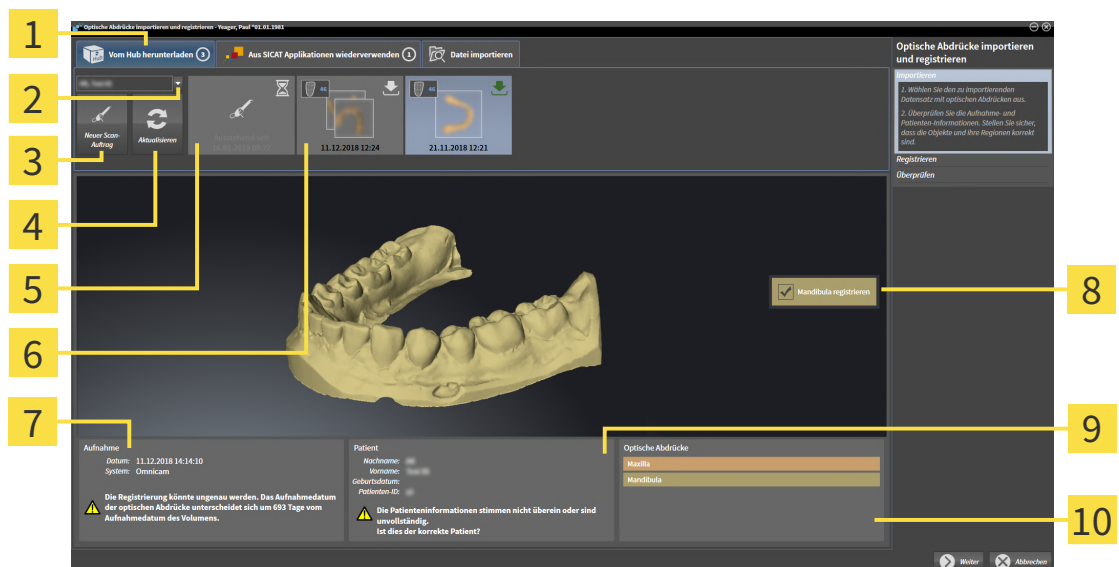 Optische Abdrücke importieren und registrieren - Yeager, Paul *01.01.1981
1
Vom Hub herunterladen 3
Aus SICAT Applikationen wiederverwenden 1
Datei importieren
Optische Abdrücke importieren
und registrieren
Importieren
1. Wählen Sie den zu importierenden
Datensatz mit optischen Abdrücken aus.
2. Überprüfen Sie die Aufnahme- und
Patienten-Informationen. Stellen Sie sicher,
dass die Objekte und ihre Regionen korrekt
sind.
Registrieren
Überprüfen
2
Hub
46
46
Neuer Scan-
Auftrag
Aktualisieren
11.12.2018 12:24
21.11.2018 12:21
3
4
5
6
Mandibula registrieren
8
7
Aufnahme
Datum: 11.12.2018 14:14:10
System: Omnicam
Die Registrierung könnte ungenau werden. Das Aufnahmedatum
der optischen Abdrücke unterscheidet sich um 693 Tage vom
Aufnahmedatum des Volumens.
Patient
Nachname:
Vorname:
Geburtsdatum:
Patienten-ID:
Die Patienteninformationen stimmen nicht überein oder sind
unvollständig.
Ist dies der korrekte Patient?
Optische Abdrücke
Maxilla
Mandibula
9
10
Weiter
Abbrechen